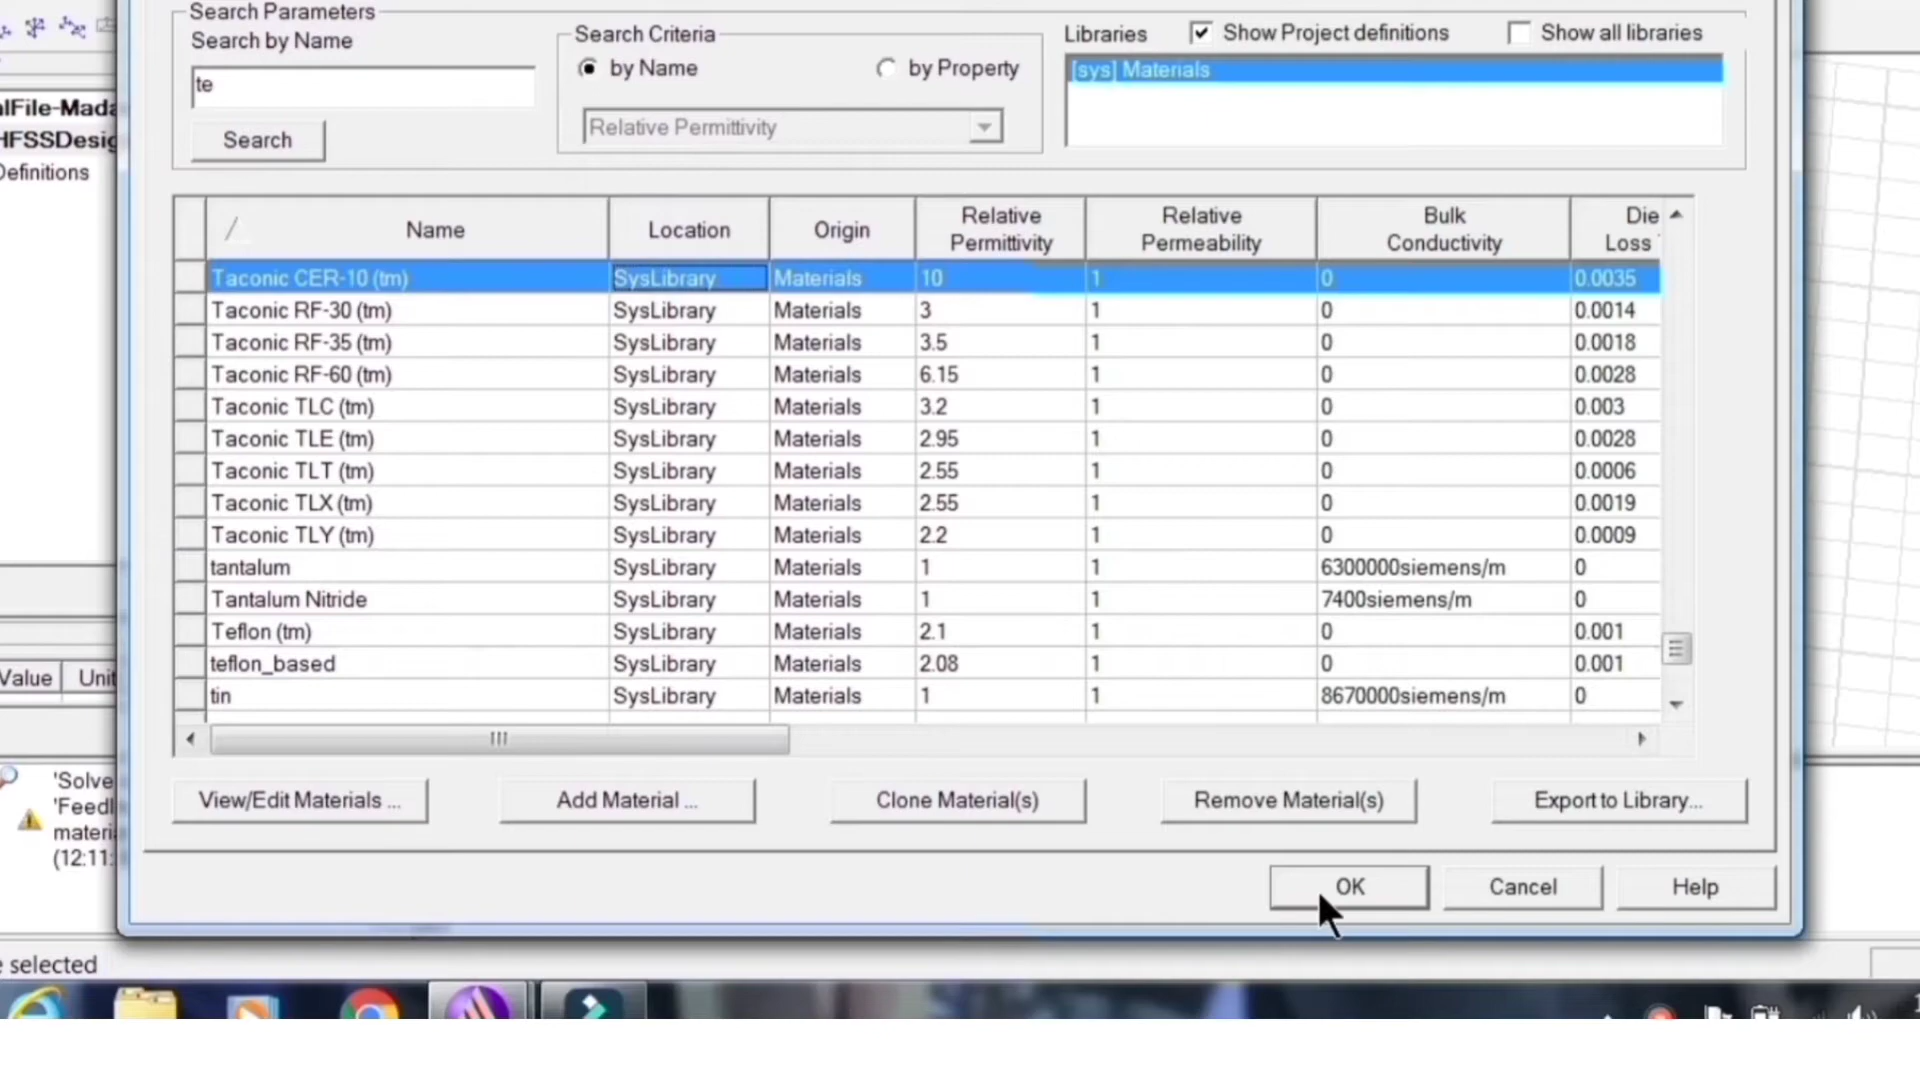 Search Parameters
Search by Name
te
Search
Search Criteria
by Name
by Property
Relative Permittivity
Libraries
Show Project definitions
Show all libraries
[sys] Materials
/ Name Location Origin Relative Permittivity Relative Permeability Bulk Conductivity Die Loss
Taconic CER-10 (tm) SysLibrary Materials 10 1 0 0.0035
Taconic RF-30 (tm) SysLibrary Materials 3 1 0 0.0014
Taconic RF-35 (tm) SysLibrary Materials 3.5 1 0 0.0018
Taconic RF-60 (tm) SysLibrary Materials 6.15 1 0 0.0028
Taconic TLC (tm) SysLibrary Materials 3.2 1 0 0.003
Taconic TLE (tm) SysLibrary Materials 2.95 1 0 0.0028
Taconic TLT (tm) SysLibrary Materials 2.55 1 0 0.0006
Taconic TLX (tm) SysLibrary Materials 2.55 1 0 0.0019
Taconic TLY (tm) SysLibrary Materials 2.2 1 0 0.0009
tantalum SysLibrary Materials 1 1 6300000siemens/m 0
Tantalum Nitride SysLibrary Materials 1 1 7400siemens/m 0
Teflon (tm) SysLibrary Materials 2.1 1 0 0.001
teflon_based SysLibrary Materials 2.08 1 0 0.001
tin SysLibrary Materials 1 1 8670000siemens/m 0
View/Edit Materials ...
Add Material ...
Clone Material(s)
Remove Material(s)
Export to Library...
OK
Cancel
Help
lFile-Mada
HFSSDesig
Definitions
Value Unit
'Solve
'Feedl
materi
(12:11:
selected